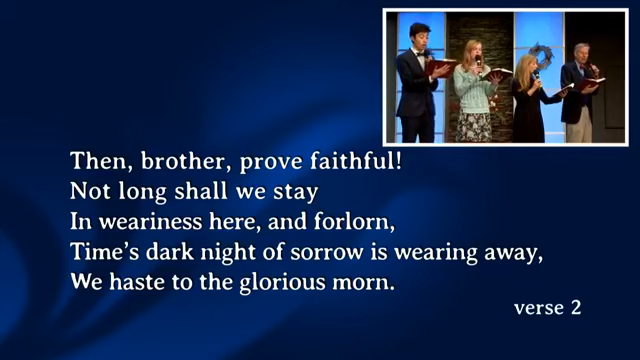 Then, brother, prove faithful!
Not long shall we stay
In weariness here, and forlorn,
Time’s dark night of sorrow is wearing away,
We haste to the glorious morn.
verse 2